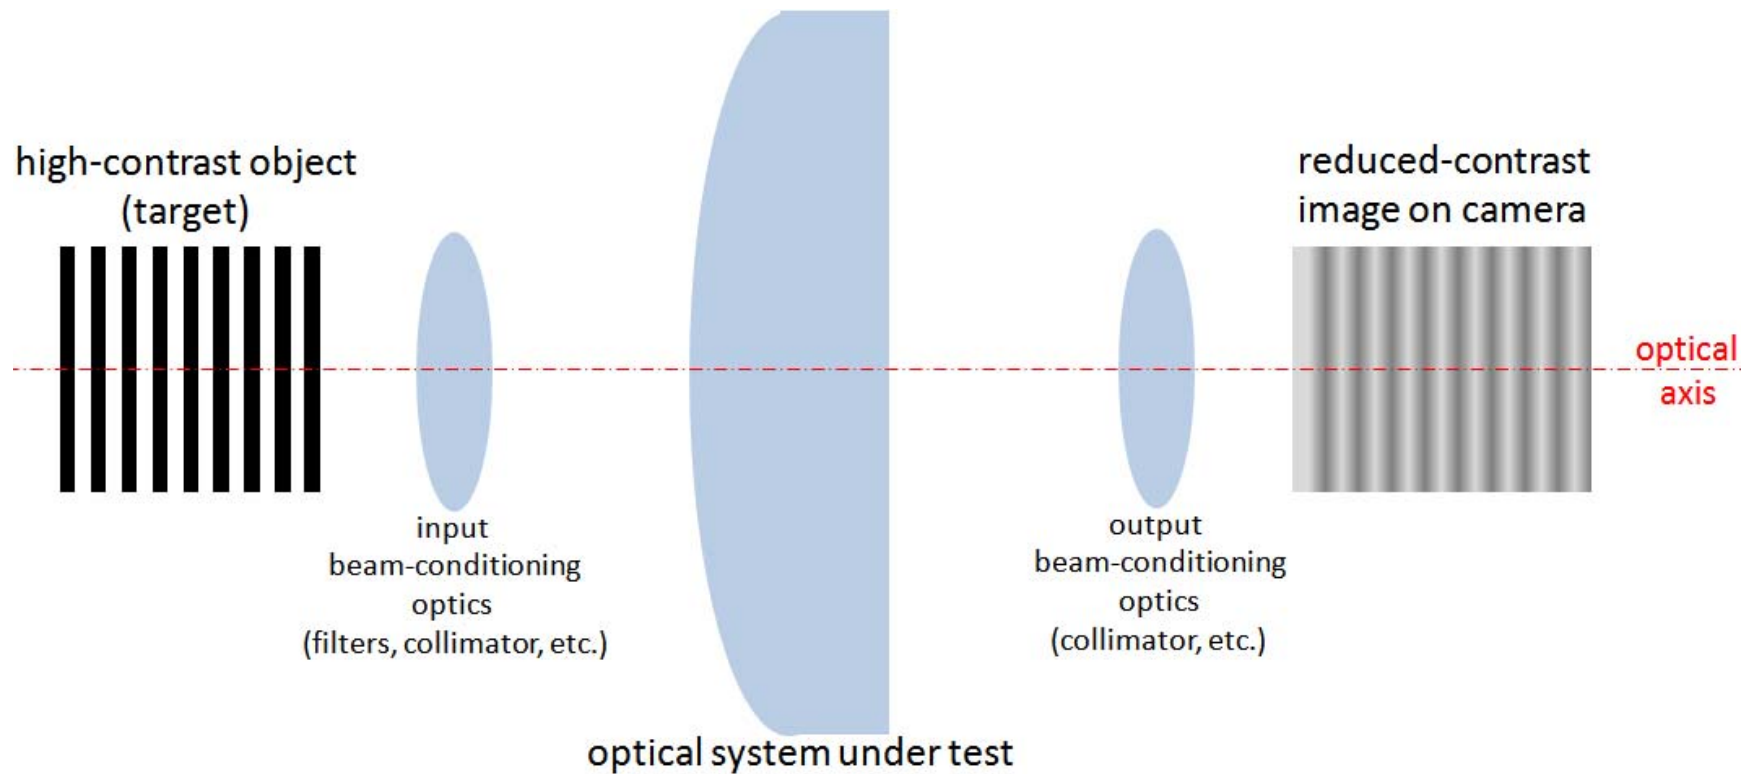 high-contrast object
(target)
input
beam-conditioning
optics
(filters, collimator, etc.)
optical system under test
output
beam-conditioning
optics
(collimator, etc.)
reduced-contrast
image on camera
optical
axis